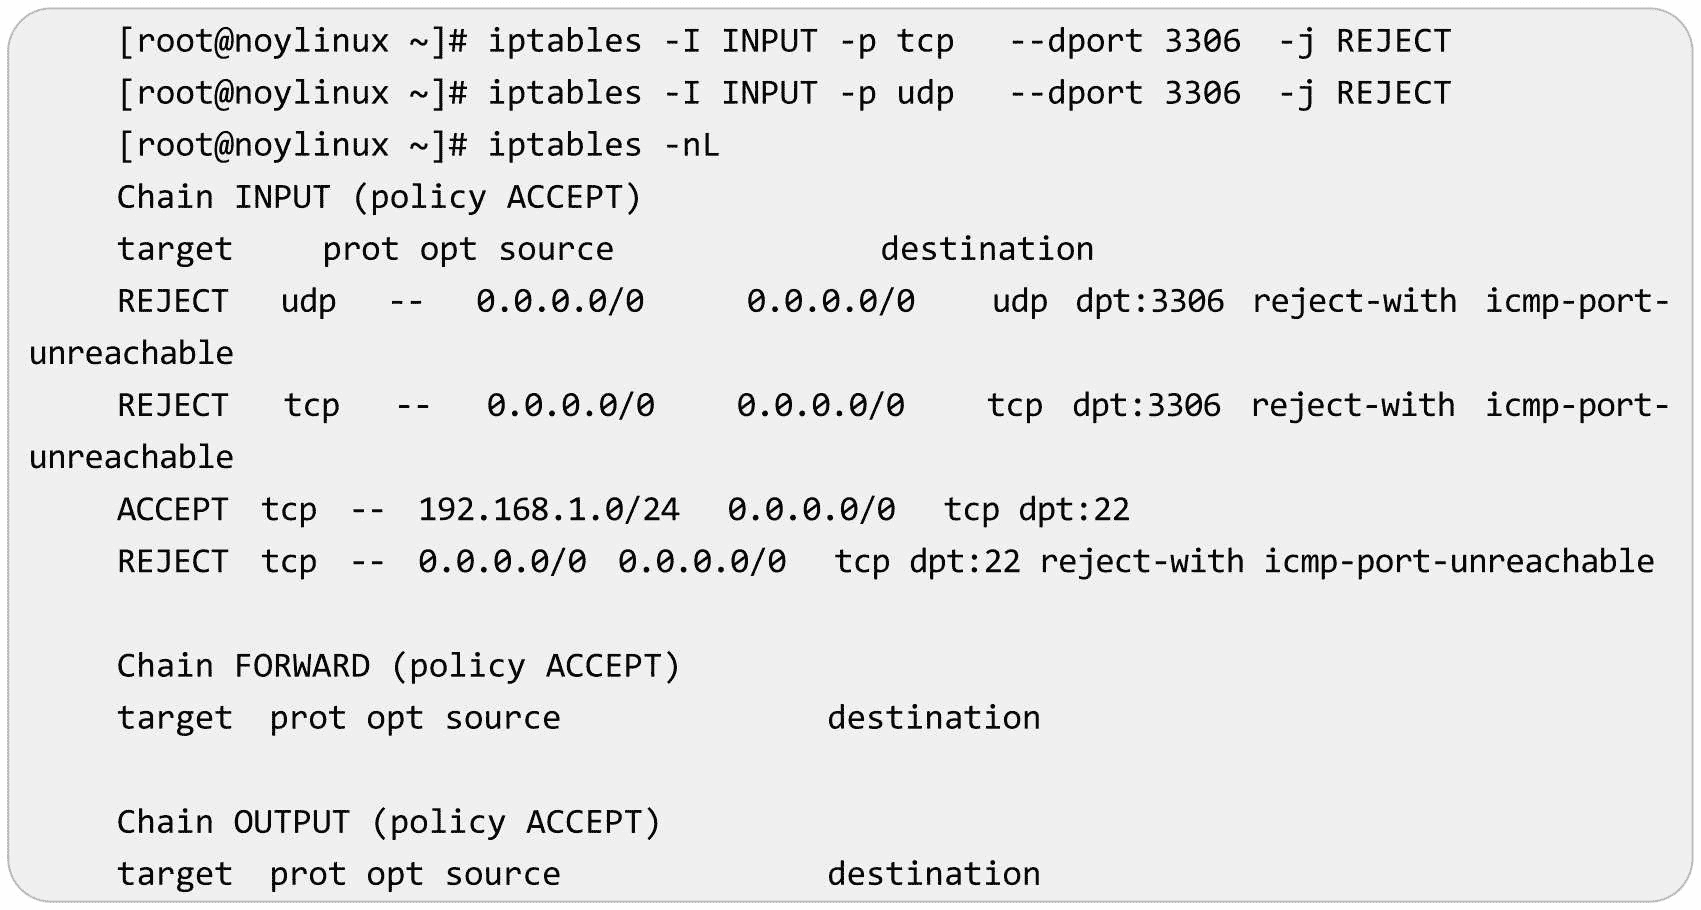 [root@noylinux ~]# iptables -I INPUT -p tcp   --dport 3306  -j REJECT
[root@noylinux ~]# iptables -I INPUT -p udp   --dport 3306  -j REJECT
[root@noylinux ~]# iptables -nL
Chain INPUT (policy ACCEPT)
target     prot opt source              destination
REJECT  udp  --  0.0.0.0/0    0.0.0.0/0    udp dpt:3306 reject-with icmp-port-
unreachable
REJECT  tcp  --  0.0.0.0/0    0.0.0.0/0    tcp dpt:3306 reject-with icmp-port-
unreachable
ACCEPT  tcp  --  192.168.1.0/24  0.0.0.0/0  tcp dpt:22
REJECT  tcp  --  0.0.0.0/0  0.0.0.0/0  tcp dpt:22 reject-with icmp-port-unreachable
Chain FORWARD (policy ACCEPT)
target  prot opt source              destination
Chain OUTPUT (policy ACCEPT)
target  prot opt source              destination